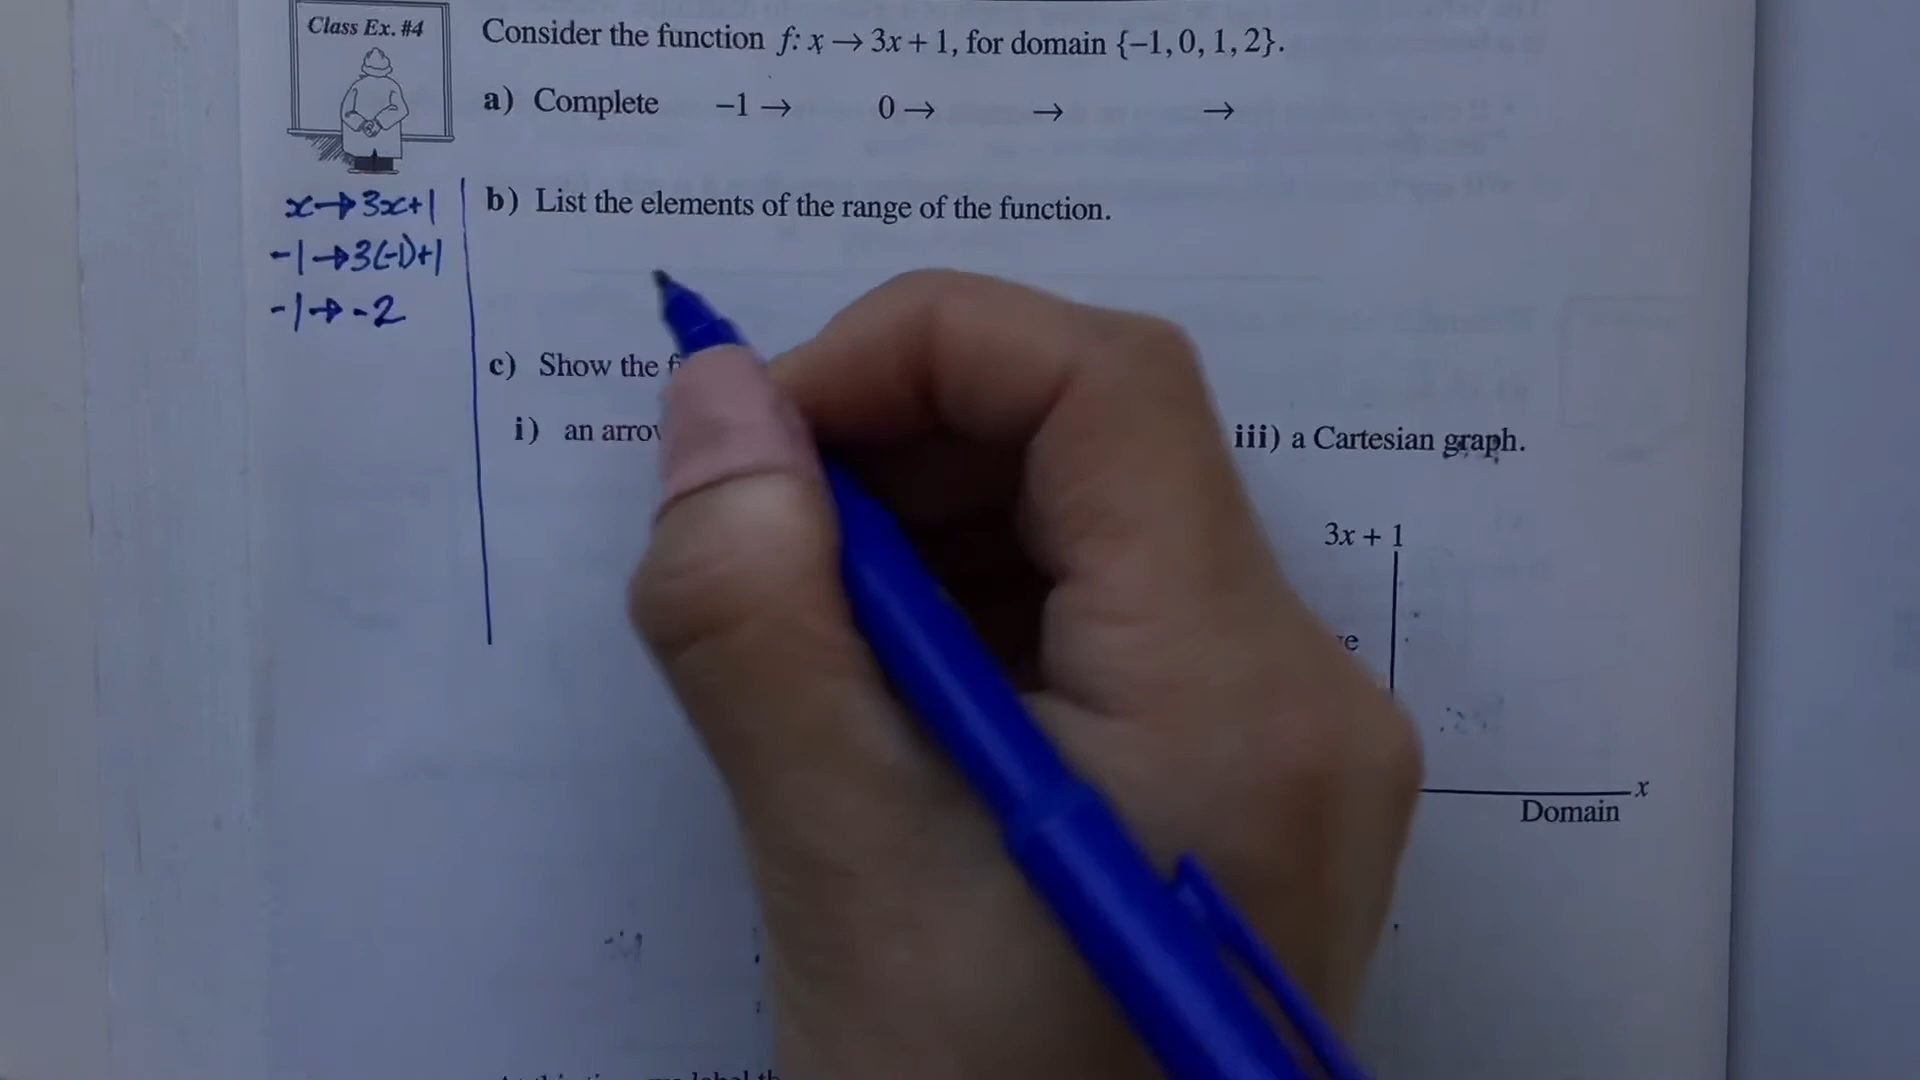 Class Ex. #4
Consider the function f: x → 3x + 1, for domain {−1, 0, 1, 2}.
a) Complete −1 → 0 → → →
x → 3x+1
-1 → 3(-1)+1
-1 → -2
b) List the elements of the range of the function.
c) Show the
i) an
iii) a Cartesian graph.
3x + 1
x
Domain